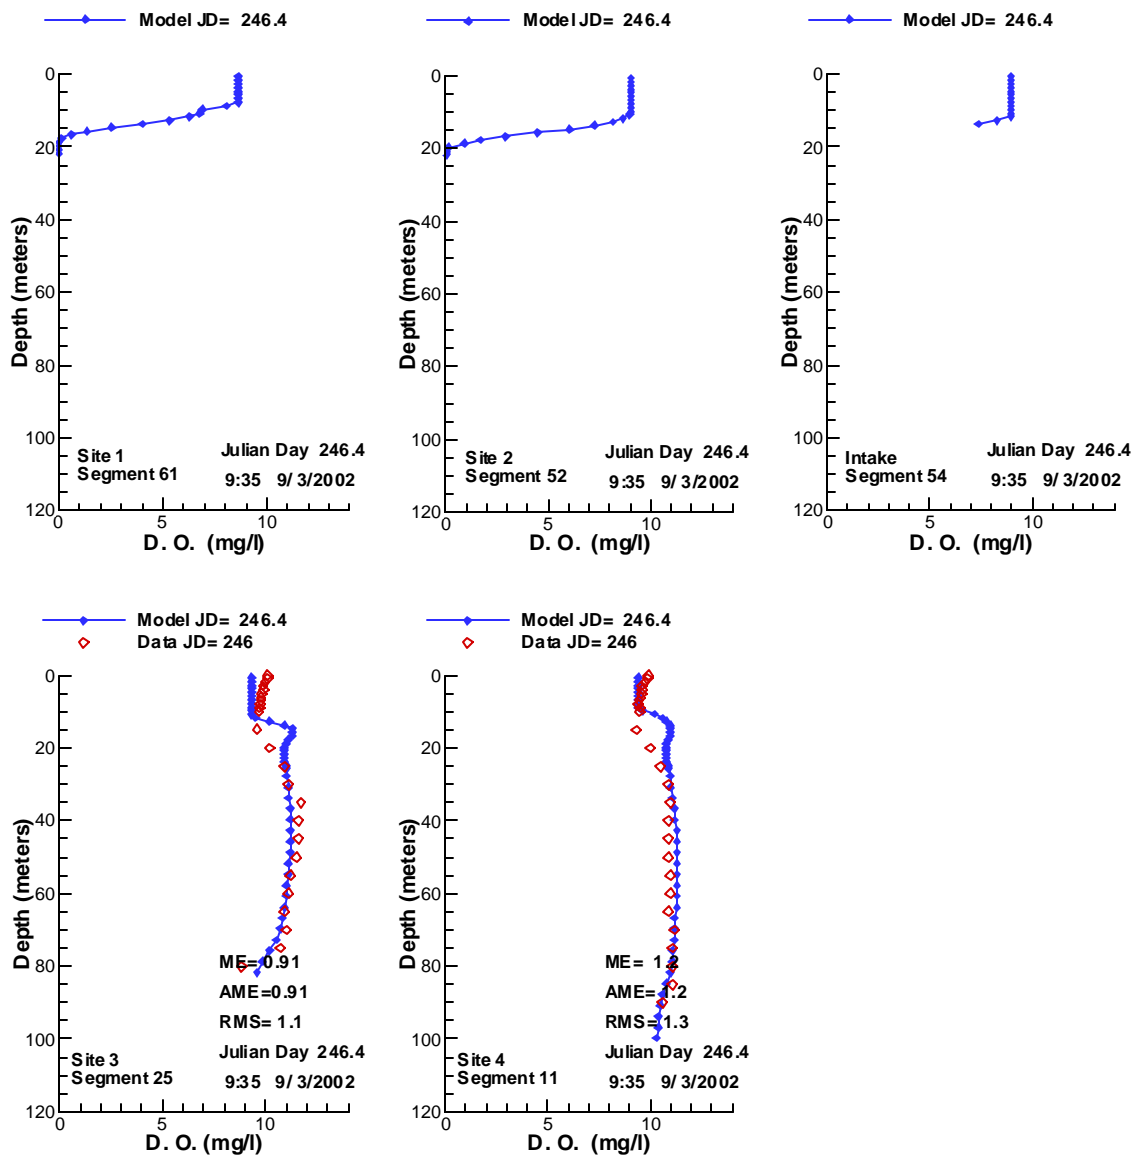 Model JD= 246.4
0
20
40
60
80
100
120
Depth (meters)
Site 1
Segment 61
Julian Day 246.4
9:35 9/ 3/2002
0
10
D. O. (mg/l)
Model JD= 246.4
0
20
40
60
80
100
120
Depth (meters)
Site 2
Segment 52
Julian Day 246.4
9:35 9/ 3/2002
0
5
10
D. O. (mg/l)
Model JD= 246.4
0
20
40
60
80
100
120
Depth (meters)
Intake
Segment 54
Julian Day 246.4
9:35 9/ 3/2002
0
5
10
D. O. (mg/l)
Model JD= 246.4
Data JD= 246
0
20
40
60
80
100
120
Depth (meters)
ME= 0.91
AME=0.91
RMS= 1.1
Site 3
Segment 25
Julian Day 246.4
9:35 9/ 3/2002
0
10
D. O. (mg/l)
Model JD= 246.4
Data JD= 246
0
20
40
60
80
100
120
Depth (meters)
ME= 1.2
AME= 1.2
RMS= 1.3
Site 4
Segment 11
Julian Day 246.4
9:35 9/ 3/2002
0
5
10
D. O. (mg/l)